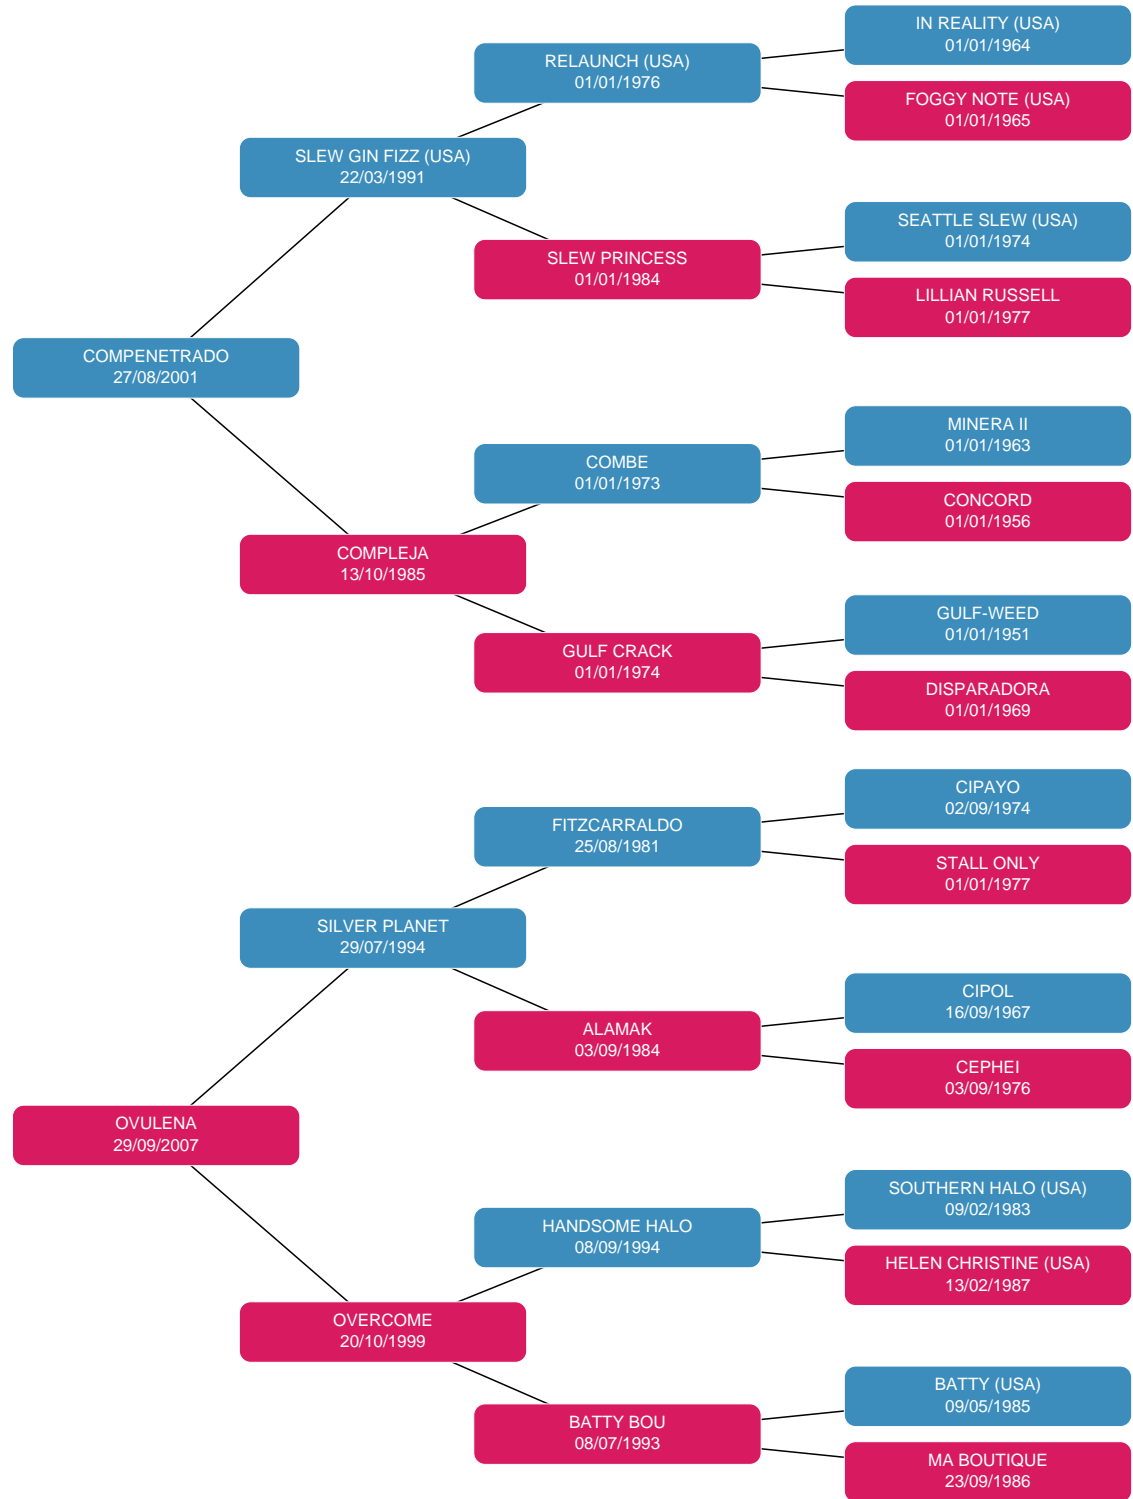 IN REALITY (USA)
01/01/1964
RELAUNCH (USA)
01/01/1976
FOGGY NOTE (USA)
01/01/1965
SLEW GIN FIZZ (USA)
22/03/1991
SEATTLE SLEW (USA)
01/01/1974
SLEW PRINCESS
01/01/1984
LILLIAN RUSSELL
01/01/1977
COMPENETRADO
27/08/2001
MINERA II
01/01/1963
COMBE
01/01/1973
CONCORD
01/01/1956
COMPLEJA
13/10/1985
GULF-WEED
01/01/1951
GULF CRACK
01/01/1974
DISPARADORA
01/01/1969
CIPAYO
02/09/1974
FITZCARRALDO
25/08/1981
STALL ONLY
01/01/1977
SILVER PLANET
29/07/1994
CIPOL
16/09/1967
ALAMAK
03/09/1984
CEPHEI
03/09/1976
OVULENA
29/09/2007
SOUTHERN HALO (USA)
09/02/1983
HANDSOME HALO
08/09/1994
HELEN CHRISTINE (USA)
13/02/1987
OVERCOME
20/10/1999
BATTY (USA)
09/05/1985
BATTY BOU
08/07/1993
MA BOUTIQUE
23/09/1986